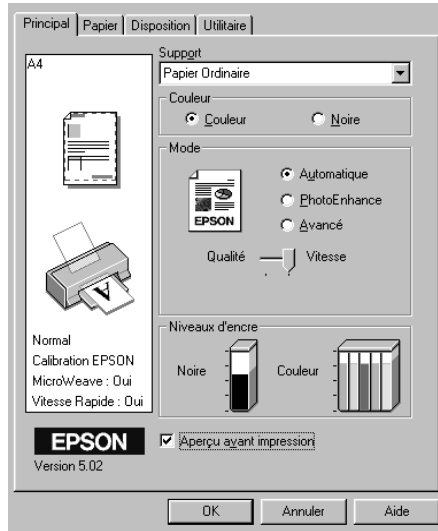 Principal Papier Disposition Utilitaire
A4
Support
Papier Ordinaire
Couleur
Couleur Noire
Mode
EPSON
Automatique
PhotoEnhance
Avancé
Qualité Vitesse
A
Normal
Calibration EPSON
MicroWeave : Oui
Vitesse Rapide : Oui
Niveaux d'encre
Noire Couleur
EPSON
Version 5.02
Aperçu avant impression
OK Annuler Aide